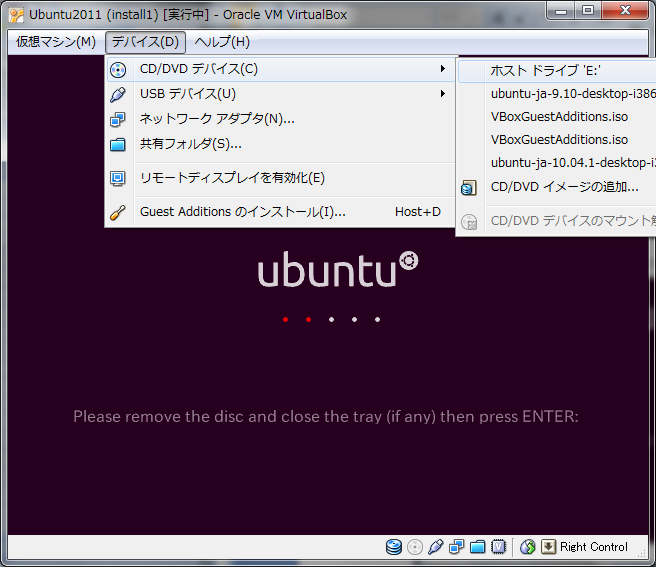 Ubuntu2011 (install1) [実行中] - Oracle VM VirtualBox
仮想マシン(M) デバイス(D) ヘルプ(H)
CD/DVD デバイス(C)
USB デバイス(U)
ネットワーク アダプタ(N)...
共有フォルダ(S)...
リモートディスプレイを有効化(E)
Guest Additions のインストール(I)... Host+D
ホスト ドライブ 'E:'
ubuntu-ja-9.10-desktop-i386
VBoxGuestAdditions.iso
VBoxGuestAdditions.iso
ubuntu-ja-10.04.1-desktop-i
CD/DVD イメージの追加...
CD/DVD デバイスのマウント
ubuntu
Please remove the disc and close the tray (if any) then press ENTER:
Right Control